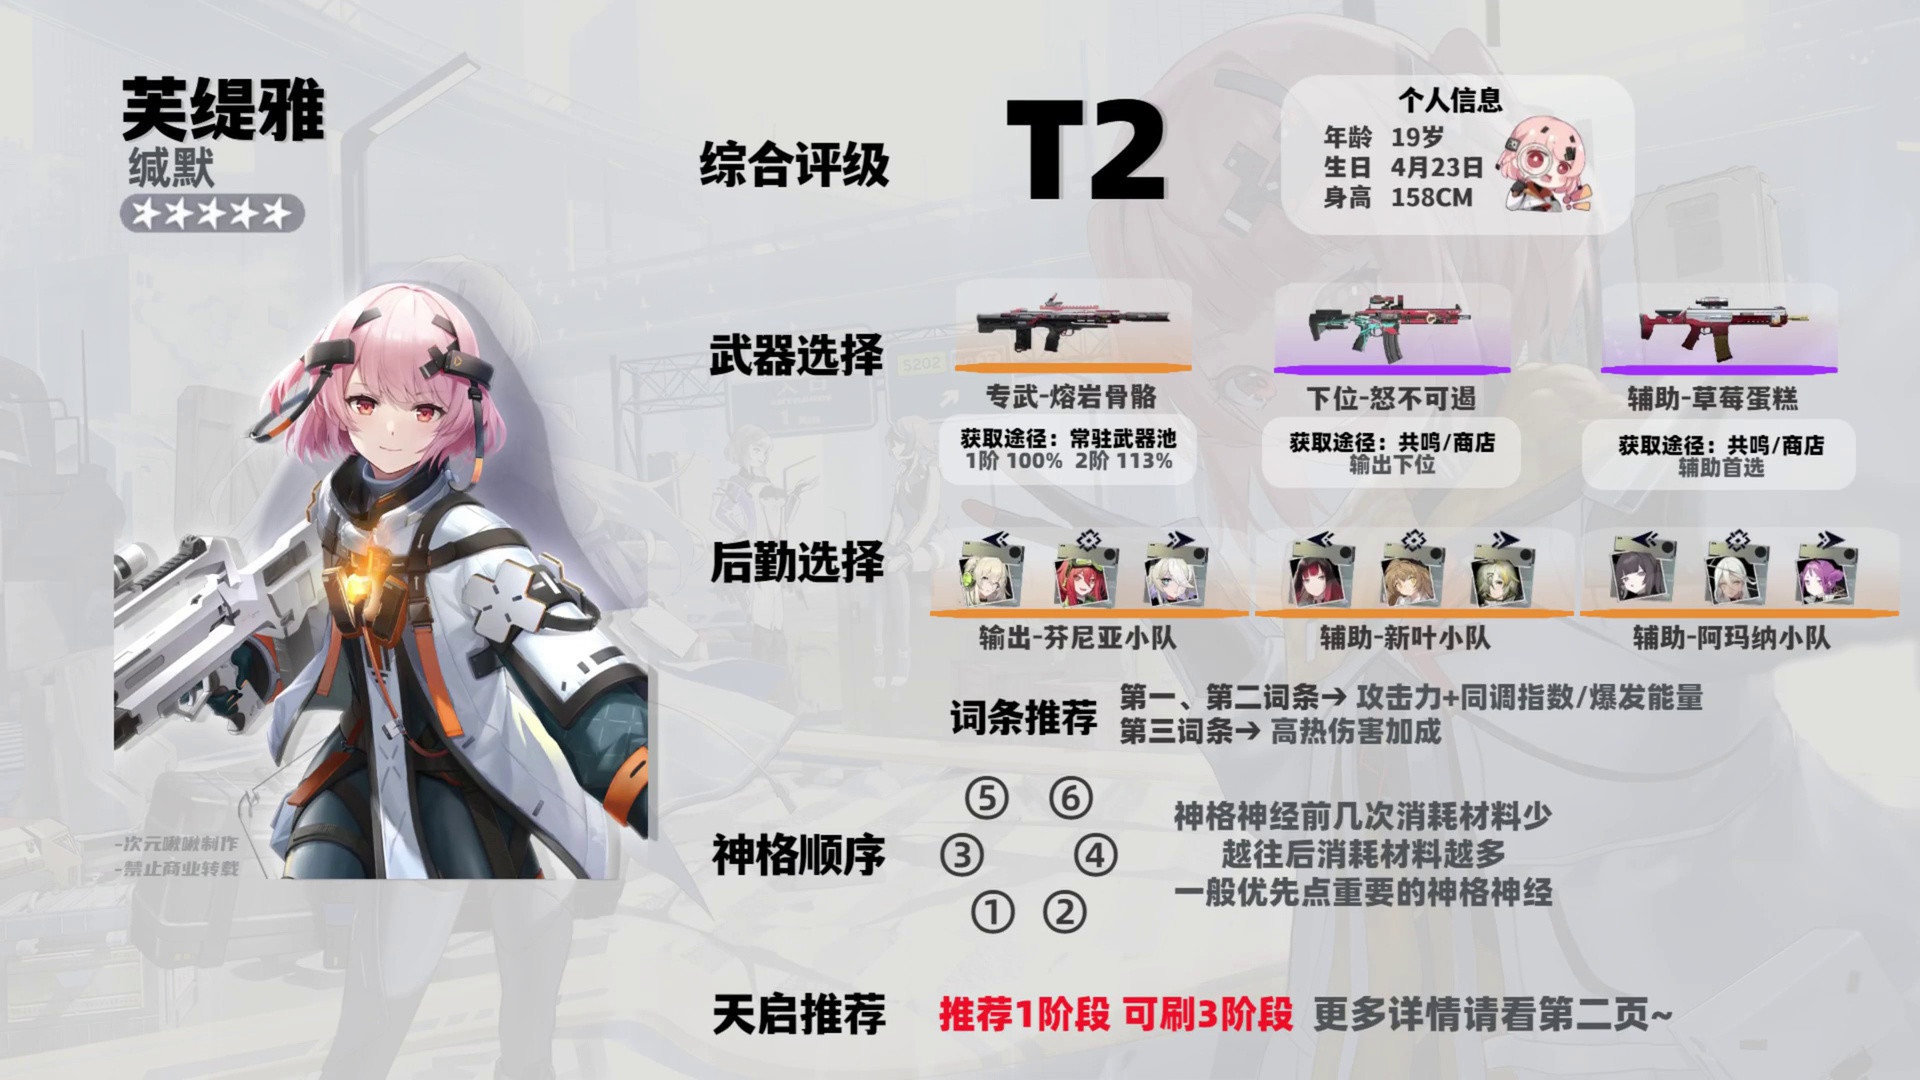 芙缇雅
缄默
综合评级
T2
个人信息
年龄 19岁
生日 4月23日
身高 158CM
武器选择
专武-熔岩骨骼
获取途径：常驻武器池
1阶 100% 2阶 113%
下位-怒不可遏
获取途径：共鸣/商店
输出下位
辅助-草莓蛋糕
获取途径：共鸣/商店
辅助首选
后勤选择
输出-芬尼亚小队
辅助-新叶小队
辅助-阿玛纳小队
词条推荐
第一、第二词条→ 攻击力+同调指数/爆发能量
第三词条→ 高热伤害加成
神格顺序
⑤ ⑥
③ ④
① ②
神格神经前几次消耗材料少
越往后消耗材料越多
一般优先点重要的神格神经
天启推荐
推荐1阶段 可刷3阶段 更多详情请看第二页~
-次元啾啾制作
-禁止商业转载
S202